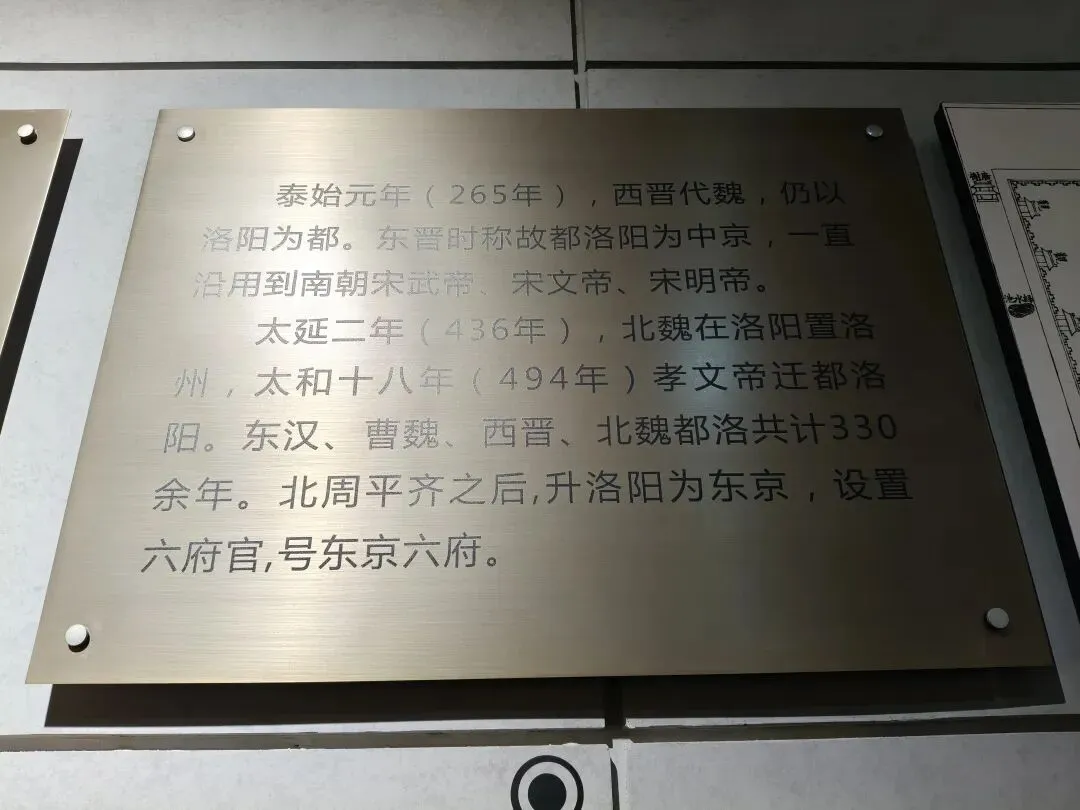 泰始元年（265年），西晋代魏，仍以
洛阳为都。东晋时称故都洛阳为中京，一直
沿用到南朝宋武帝、宋文帝、宋明帝。
太延二年（436年），北魏在洛阳置洛
州，太和十八年（494年）孝文帝迁都洛
阳。东汉、曹魏、西晋、北魏都洛共计330
余年。北周平齐之后,升洛阳为东京，设置
六府官,号东京六府。